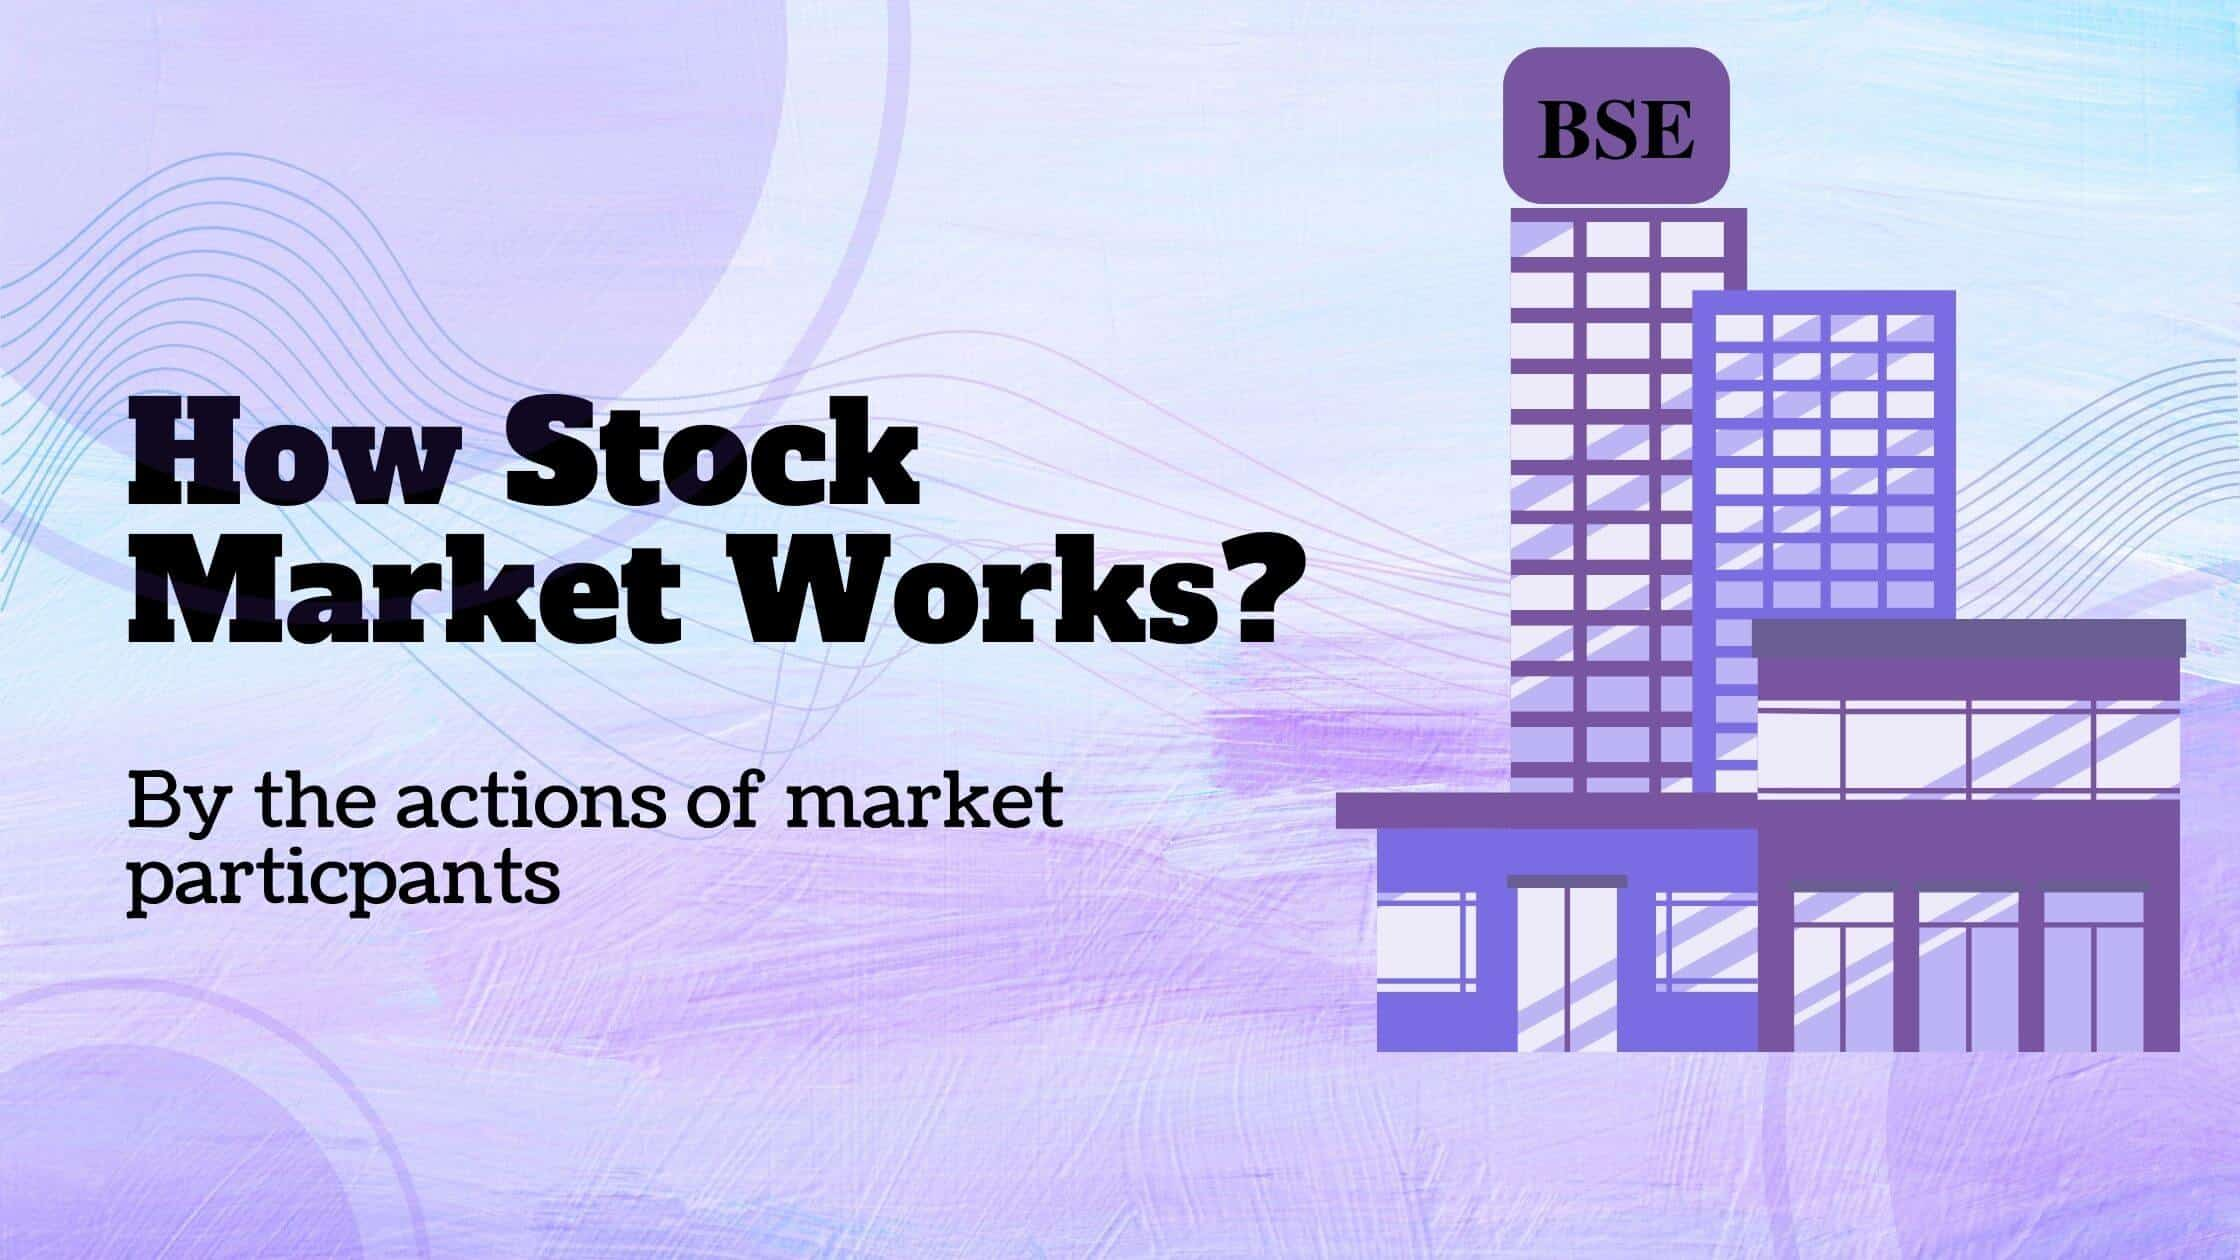 BSE
How Stock
Market Works?
By the actions of market
particpants